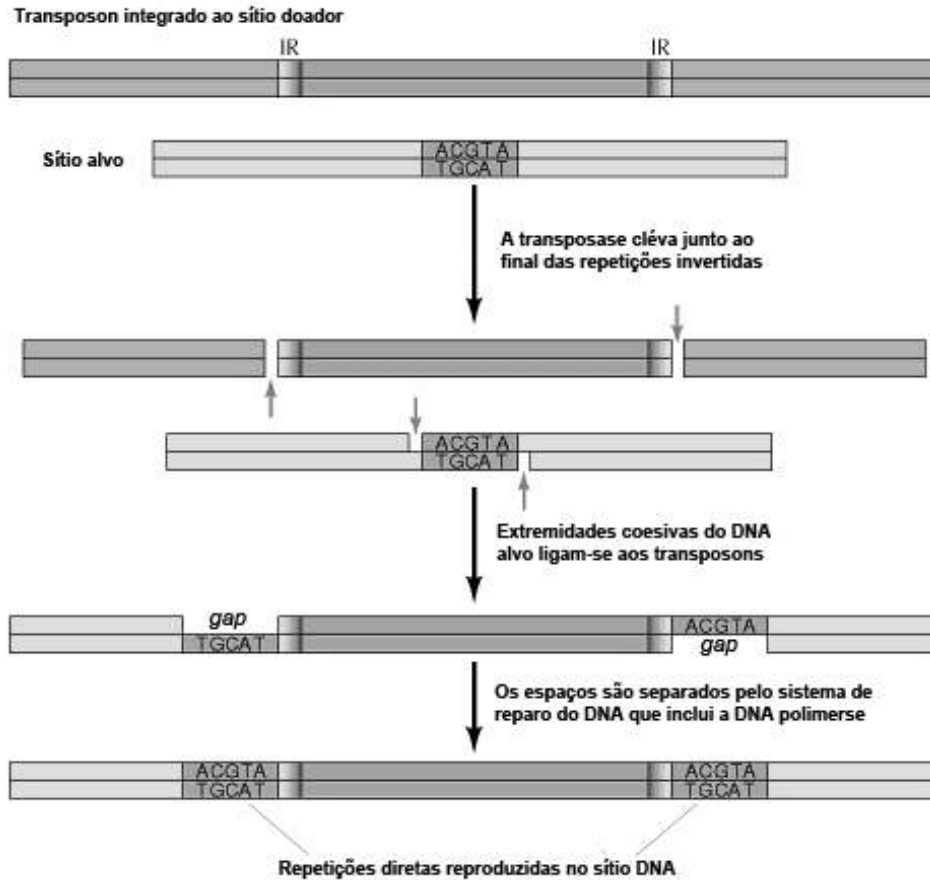 Transposon integrado ao sítio doador
IR IR
Sítio alvo
ACGTA
TGCAT
A transposase cléva junto ao
final das repetições invertidas
ACGTA
TGCAT
Extremidades coesivas do DNA
alvo ligam-se aos transposons
gap
TGCAT
ACGTA
gap
Os espaços são separados pelo sistema de
reparo do DNA que inclui a DNA polimerse
ACGTA ACGTA
TGCAT TGCAT
Repetições diretas reproduzidas no sítio DNA